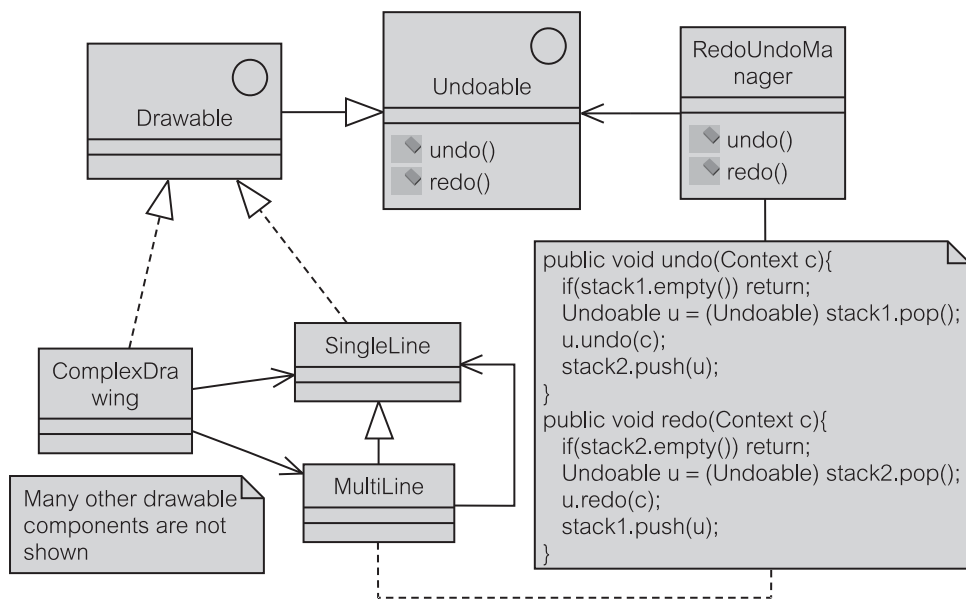 Drawable
Undoable
undo()
redo()
RedoUndoMa
nager
undo()
redo()
SingleLine
ComplexDra
wing
MultiLine
Many other drawable
components are not
shown
public void undo(Context c){
if(stack1.empty()) return;
Undoable u = (Undoable) stack1.pop();
u.undo(c);
stack2.push(u);
}
public void redo(Context c){
if(stack2.empty()) return;
Undoable u = (Undoable) stack2.pop();
u.redo(c);
stack1.push(u);
}